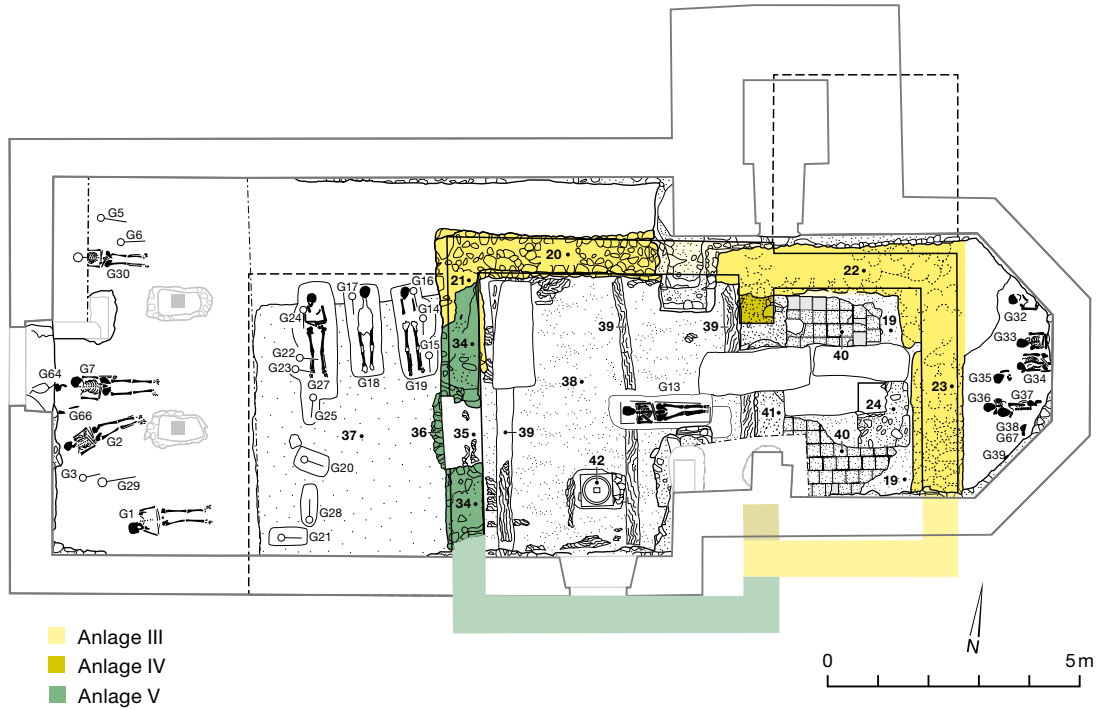 G5
G6
G30
G64
G7
G66
G2
G3
G29
G1
G24
G22
G23
G27
G25
G20
G28
G21
G17
G18
G16
G14
G15
G19
37
36
21
20
34
35
34
39
38
39
39
42
G13
41
22
19
40
24
40
19
23
G32
G33
G34
G35
G36
G37
G38
G67
G39
Anlage III
Anlage IV
Anlage V
N
0 5 m